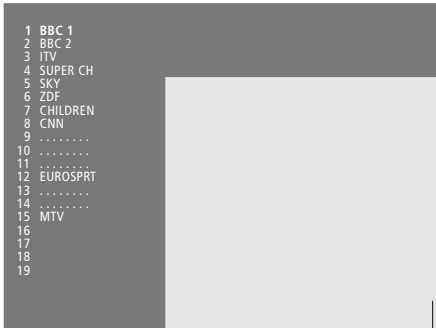 1 BBC 1
2 BBC 2
3 ITV
4 SUPER CH
5 SKY
6 ZDF
7 CHILDREN
8 CNN
9 . . . . . . . .
10 . . . . . . . .
11 . . . . . . . .
12 EUROSPRT
13 . . . . . . . .
14 . . . . . . . .
15 MTV
16
17
18
19